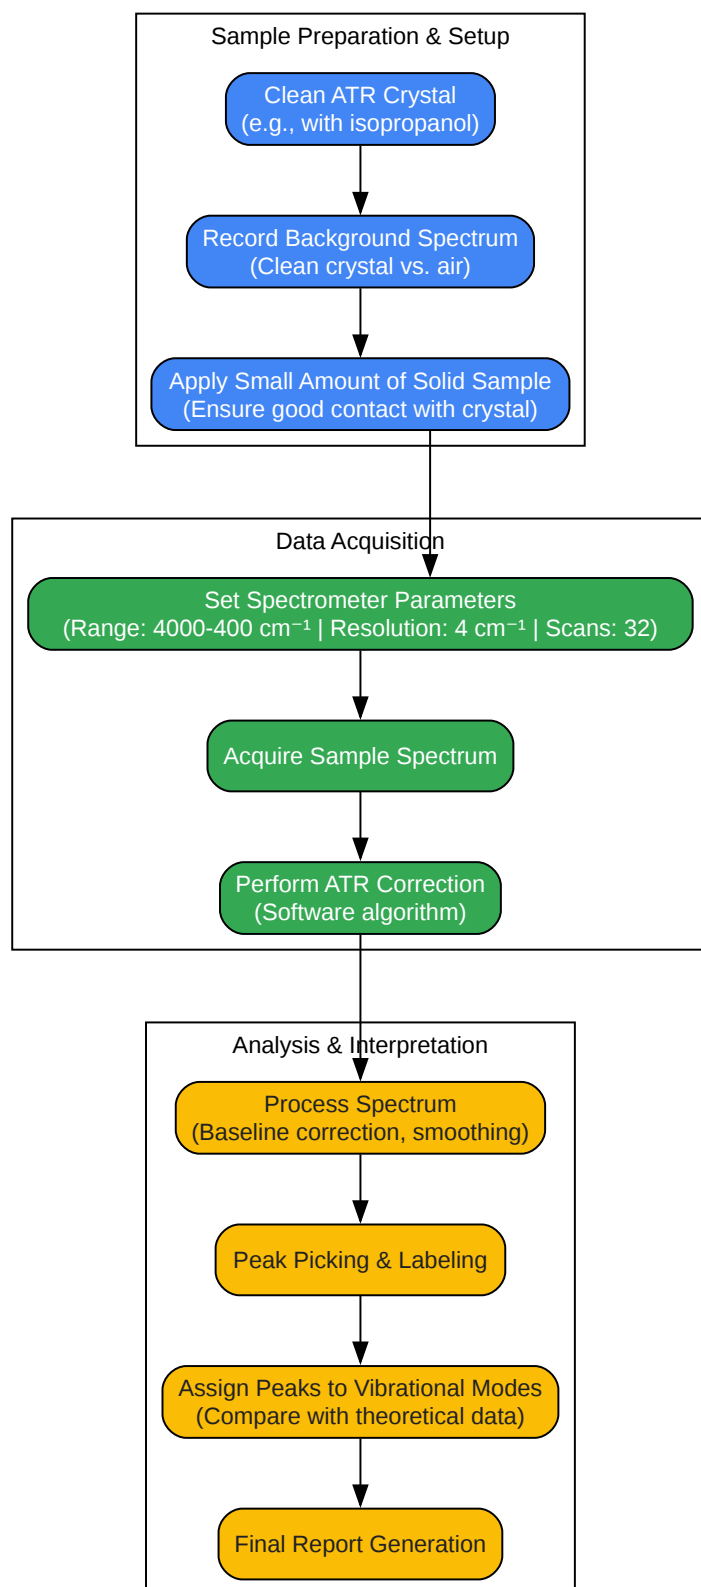 Sample Preparation & Setup
Clean ATR Crystal
(e.g., with isopropanol)
Record Background Spectrum
(Clean crystal vs. air)
Apply Small Amount of Solid Sample
(Ensure good contact with crystal)
Data Acquisition
Set Spectrometer Parameters
(Range: 4000-400 cm⁻¹ | Resolution: 4 cm⁻¹ | Scans: 32)
Acquire Sample Spectrum
Perform ATR Correction
(Software algorithm)
Analysis & Interpretation
Process Spectrum
(Baseline correction, smoothing)
Peak Picking & Labeling
Assign Peaks to Vibrational Modes
(Compare with theoretical data)
Final Report Generation